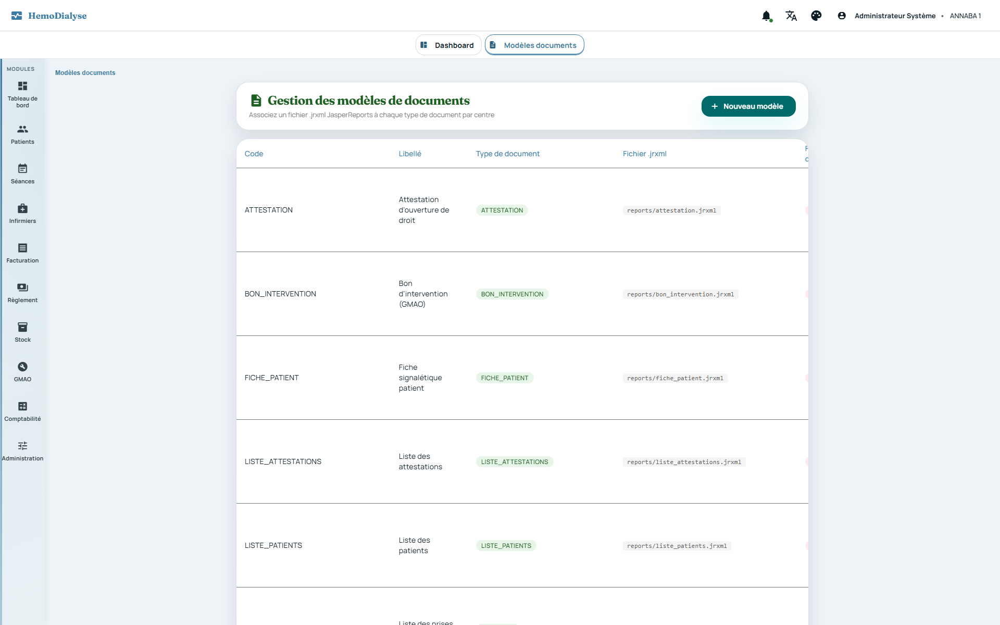 HemoDialyse
Administrateur Système • ANNABA 1
Dashboard
Modèles documents
MODULES
Tableau de
bord
Patients
Séances
Infirmiers
Facturation
Règlement
Stock
GMAO
Comptabilité
Administration
Modèles documents
Gestion des modèles de documents
Associez un fichier .jrxml JasperReports à chaque type de document par centre
+ Nouveau modèle
Code
Libellé
Type de document
Fichier .jrxml
ATTESTATION
Attestation
d'ouverture de
droit
ATTESTATION
reports/attestation.jrxml
BON_INTERVENTION
Bon
d'intervention
(GMAO)
BON_INTERVENTION
reports/bon_intervention.jrxml
FICHE_PATIENT
Fiche
signalétique
patient
FICHE_PATIENT
reports/fiche_patient.jrxml
LISTE_ATTESTATIONS
Liste des
attestations
LISTE_ATTESTATIONS
reports/liste_attestations.jrxml
LISTE_PATIENTS
Liste des
patients
LISTE_PATIENTS
reports/liste_patients.jrxml
Liste des prises